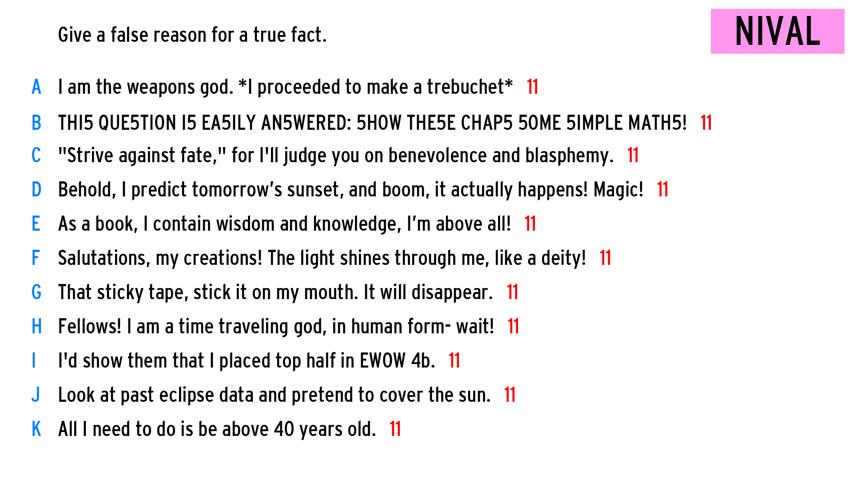 Give a false reason for a true fact.
NIVAL
A I am the weapons god. *I proceeded to make a trebuchet* 11
B THI5 QUE5TION I5 EA5ILY AN5WERED: 5HOW THE5E CHAP5 5OME 5IMPLE MATH5! 11
C "Strive against fate," for I'll judge you on benevolence and blasphemy. 11
D Behold, I predict tomorrow’s sunset, and boom, it actually happens! Magic! 11
E As a book, I contain wisdom and knowledge, I’m above all! 11
F Salutations, my creations! The light shines through me, like a deity! 11
G That sticky tape, stick it on my mouth. It will disappear. 11
H Fellows! I am a time traveling god, in human form- wait! 11
I I'd show them that I placed top half in EWOW 4b. 11
J Look at past eclipse data and pretend to cover the sun. 11
K All I need to do is be above 40 years old. 11